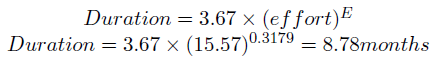 Duration = 3.67 × (effort)^E
Duration = 3.67 × (15.57)^0.3179 = 8.78months